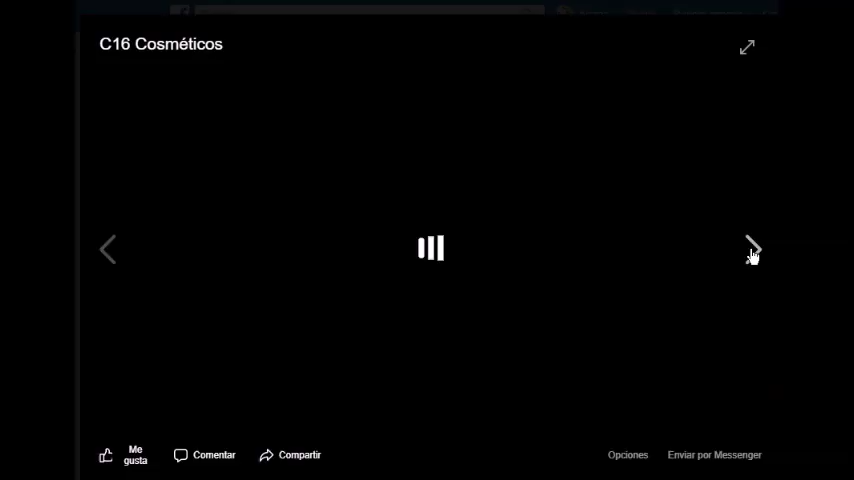 C16 Cosméticos
Me
gusta
Comentar
Compartir
Opciones
Enviar por Messenger